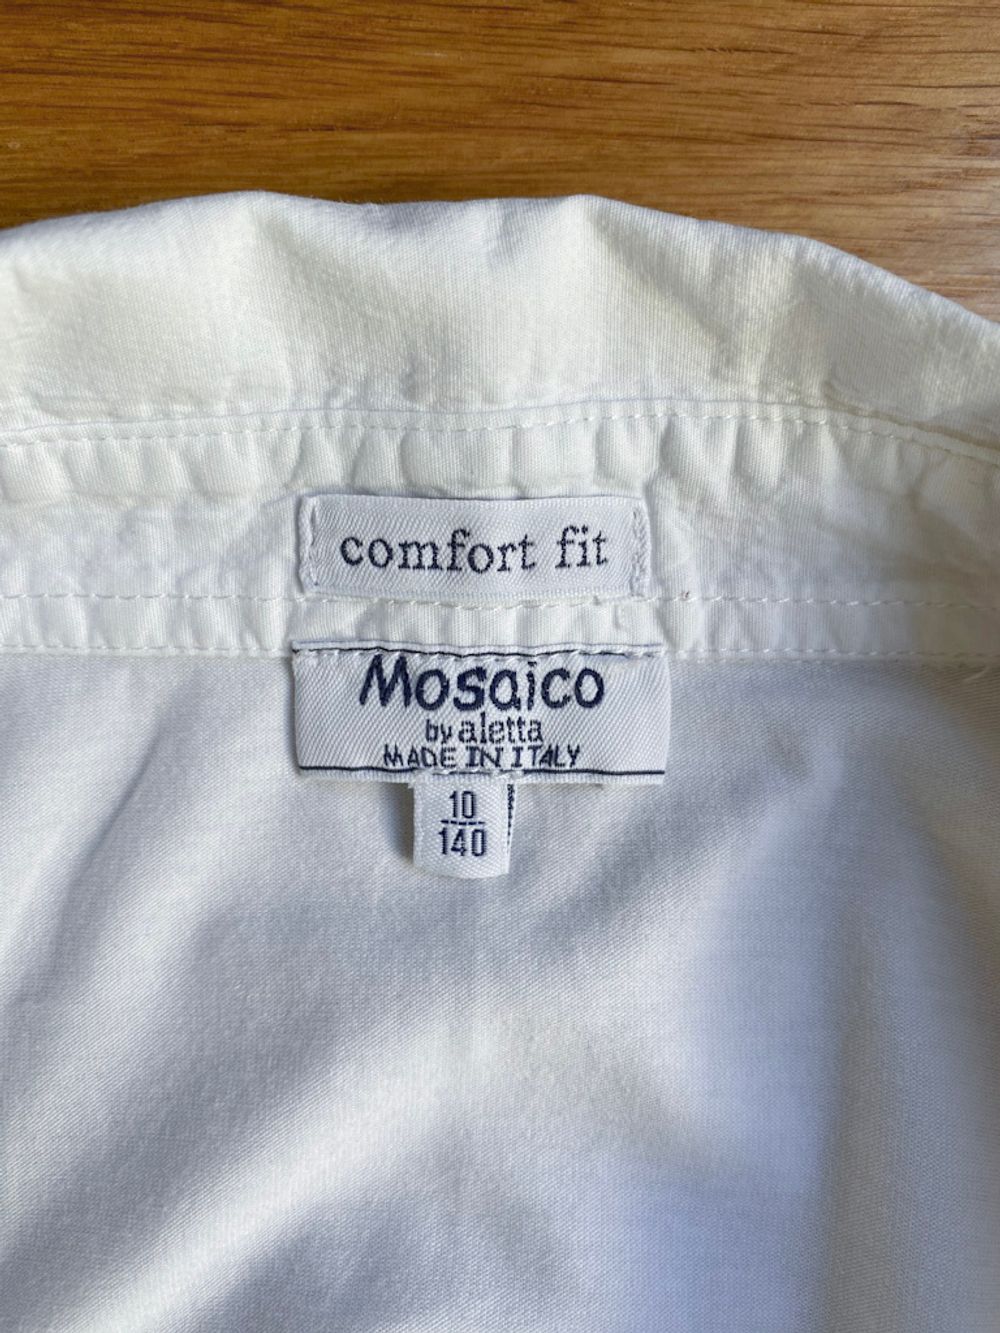 comfort fit
Mosaico
by aletta
MADE IN ITALY
10
140